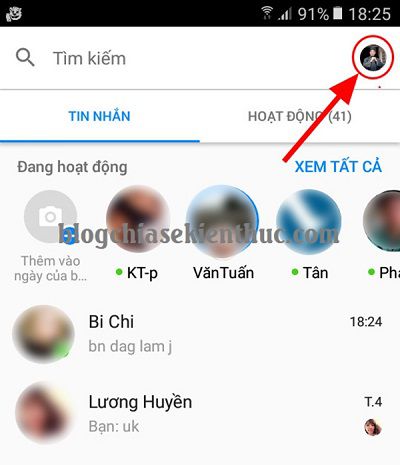 91% 18:25
Tìm kiếm
TIN NHẮN HOẠT ĐỘNG (41)
Đang hoạt động XEM TẤT CẢ
blogchiasekienthuc.com
Thêm vào
ngày của b... KT-p VănTuấn Tân Phạ
Bi Chi 18:24
bn dag lam j
Lương Huyền T.4
Bạn: uk